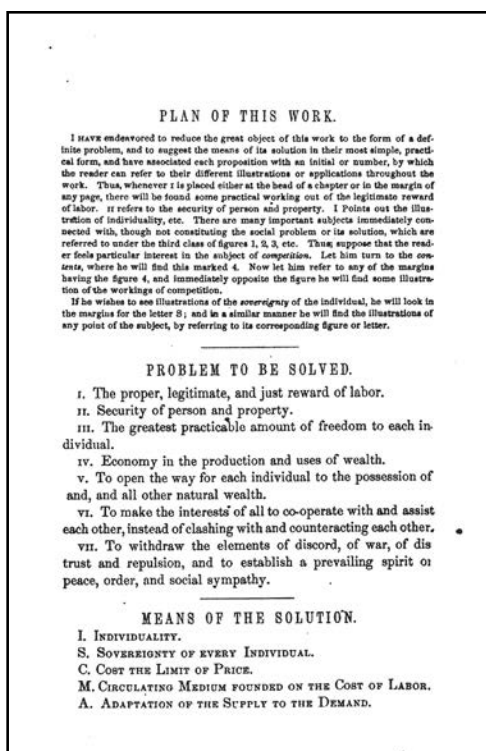 PLAN OF THIS WORK.
I HAVE endeavored to reduce the great object of this work to the form of a def-
inite problem, and to suggest the means of its solution in their most simple, practi-
cal form, and have associated each proposition with an initial or number, by which
the reader can refer to their different illustrations or applications throughout the
work. Thus, whenever I is placed either at the head of a chapter or in the margin of
any page, there will be found some practical working out of the legitimate reward
of labor. II refers to the security of person and property. I Points out the illus-
tration of individuality, etc. There are many important subjects immediately con-
nected with, though not constituting the social problem or its solution, which are
referred to under the third class of figures 1, 2, 3, etc. Thus; suppose that the read-
er feels particular interest in the subject of competition. Let him turn to the con-
tents, where he will find this marked 4. Now let him refer to any of the margins
having the figure 4, and immediately opposite the figure he will find some illustra-
tion of the workings of competition.
If he wishes to see illustrations of the sovereignty of the individual, he will look in
the margins for the letter S; and in a similar manner he will find the illustrations of
any point of the subject, by referring to its corresponding figure or letter.
PROBLEM TO BE SOLVED.
I. The proper, legitimate, and just reward of labor.
II. Security of person and property.
III. The greatest practicable amount of freedom to each in-
dividual.
IV. Economy in the production and uses of wealth.
V. To open the way for each individual to the possession of
and, and all other natural wealth.
VI. To make the interests of all to co-operate with and assist
each other, instead of clashing with and counteracting each other.
VII. To withdraw the elements of discord, of war, of dis
trust and repulsion, and to establish a prevailing spirit of
peace, order, and social sympathy.
MEANS OF THE SOLUTION.
I. INDIVIDUALITY.
S. SOVEREIGNTY OF EVERY INDIVIDUAL.
C. COST THE LIMIT OF PRICE.
M. CIRCULATING MEDIUM FOUNDED ON THE COST OF LABOR.
A. ADAPTATION OF THE SUPPLY TO THE DEMAND.